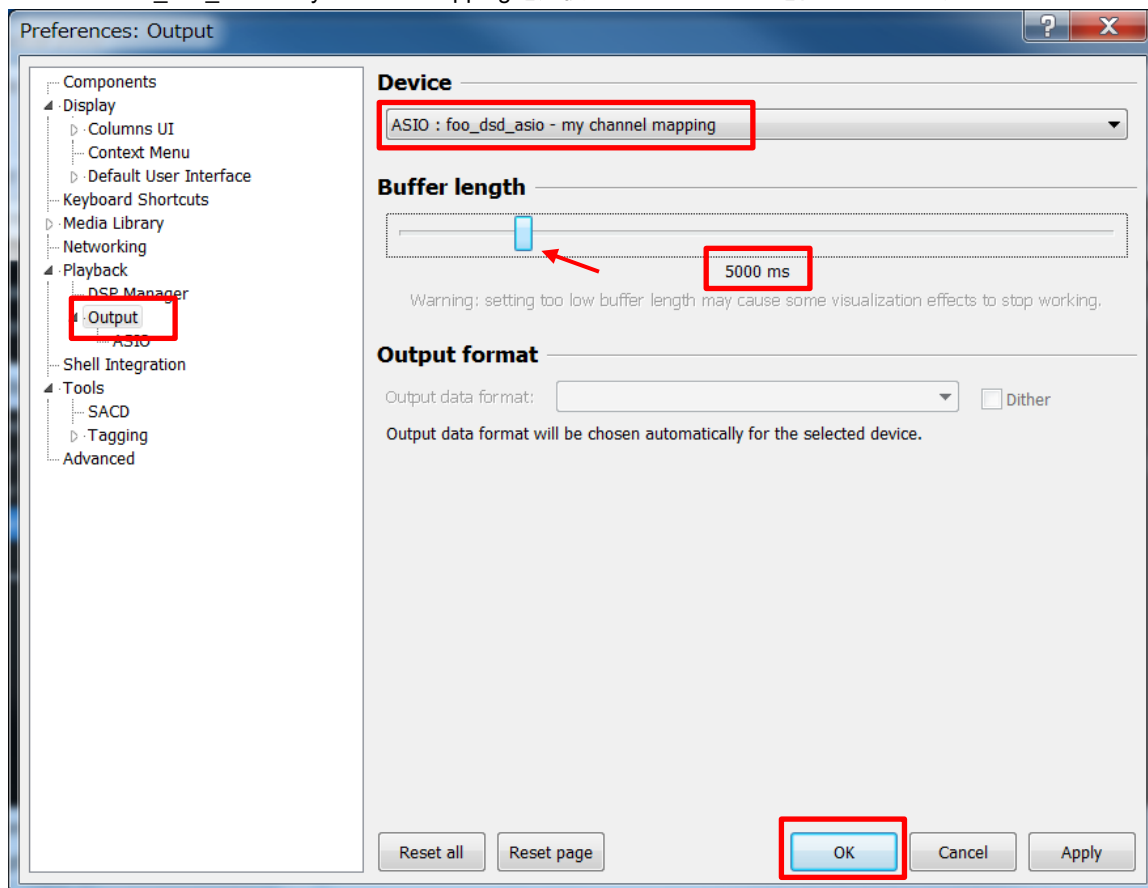 Preferences: Output
Components
Display
Columns UI
Context Menu
Default User Interface
Keyboard Shortcuts
Media Library
Networking
Playback
DSP Manager
Output
ASIO
Shell Integration
Tools
SACD
Tagging
Advanced
Device
ASIO : foo_dsd_asio - my channel mapping
Buffer length
5000 ms
Warning: setting too low buffer length may cause some visualization effects to stop working.
Output format
Output data format:
Dither
Output data format will be chosen automatically for the selected device.
Reset all
Reset page
OK
Cancel
Apply